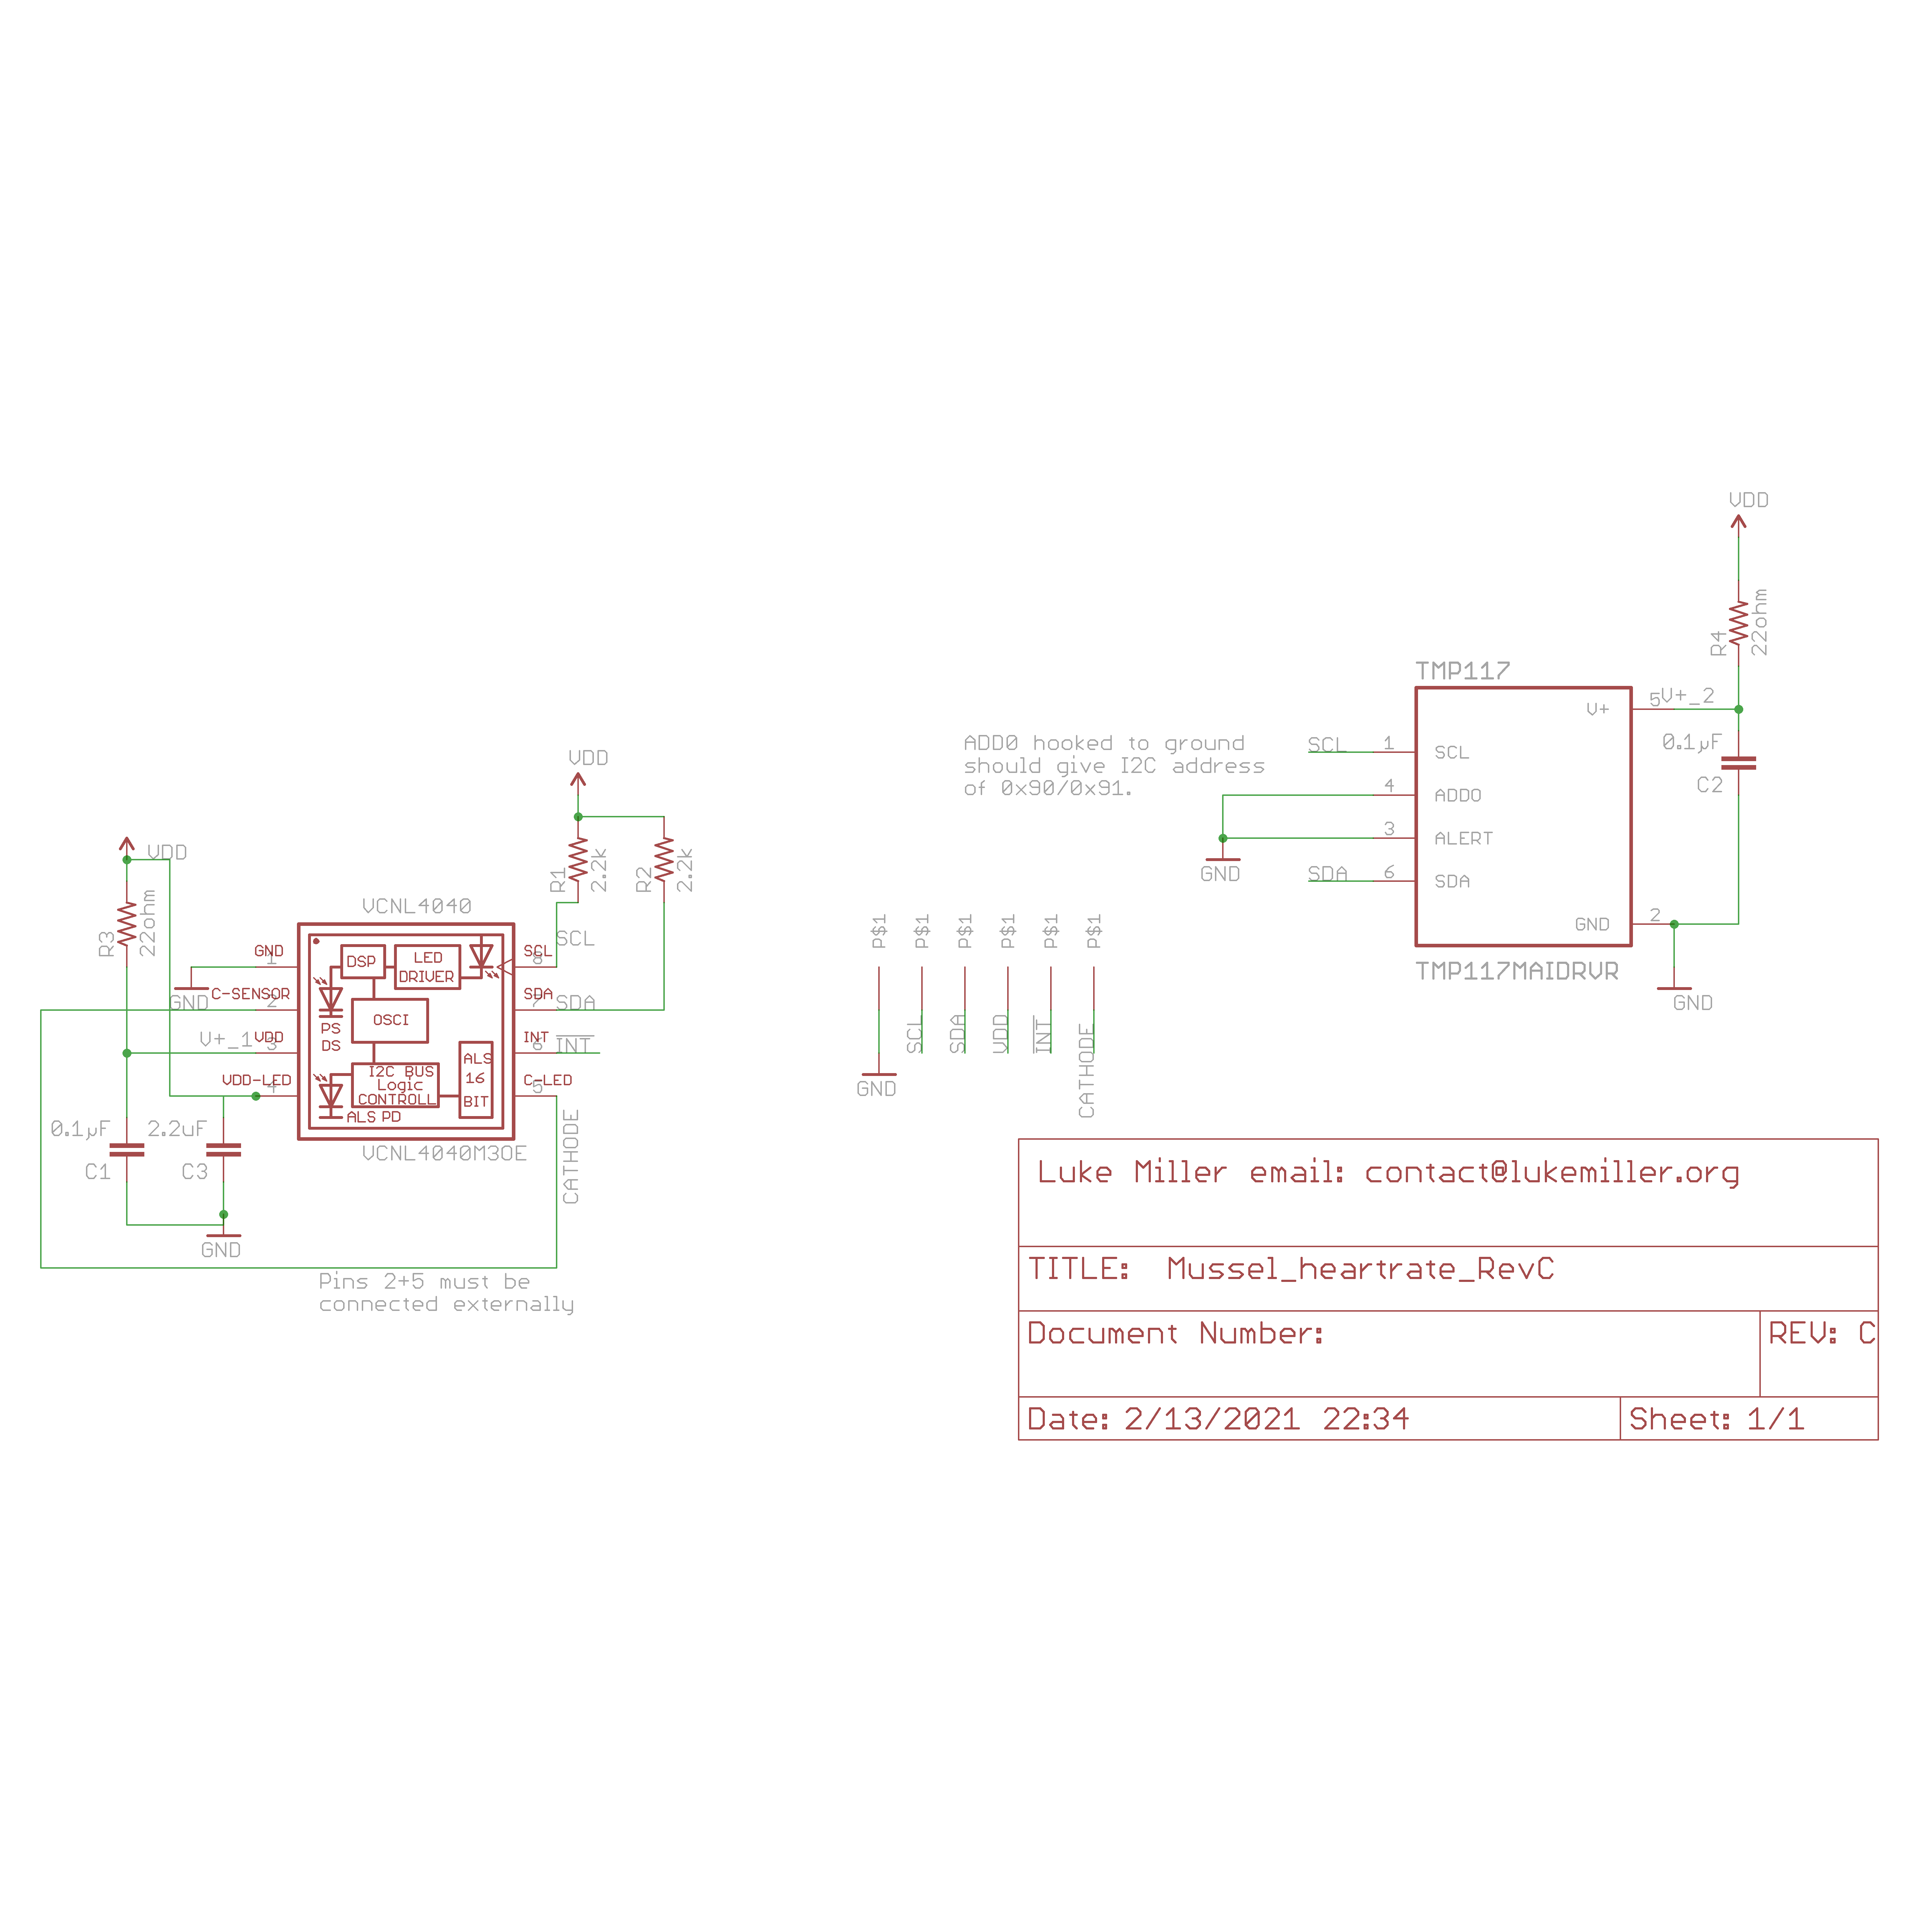 VDD
R4
22ohm
TMP117
V+
5
V+_2
SCL
1
SCL
0.1µF
C2
4
ADD0
3
ALERT
GND
SDA
6
SDA
GND
2
TMP117MAIDRVR
GND
ADD0 hooked to ground
should give I2C address
of 0x90/0x91.
VDD
R1
2.2k
R2
2.2k
VDD
R3
22ohm
VCNL4040
GND
1
GND
C-SENSOR
2
V+_1
VDD
3
VDD-LED
4
DSP
LED
DRIVER
OSCI
PS
DS
I2C BUS
Logic
CONTROLL
ALS
16
BIT
ALS PD
SCL
8
SCL
SDA
7
SDA
INT
6
INT
C-LED
5
CATHODE
VCNL4040M3OE
0.1µF
C1
2.2uF
C3
GND
Pins 2+5 must be
connected externally
P$1
P$1
P$1
P$1
P$1
P$1
GND
SCL
SDA
VDD
INT
CATHODE
Luke Miller email: contact@lukemiller.org
TITLE: Mussel_heartrate_RevC
Document Number:
REV: C
Date: 2/13/2021 22:34
Sheet: 1/1